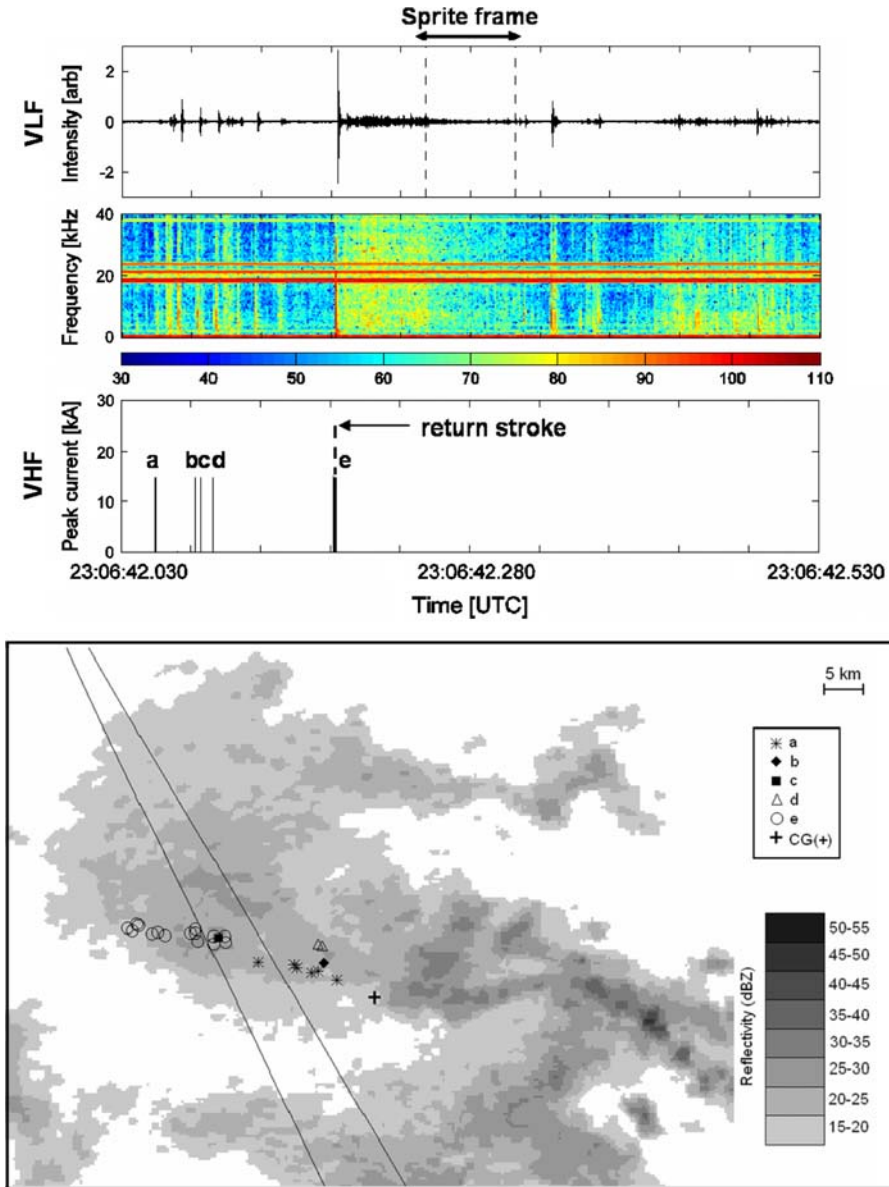 Sprite frame
VLF
Intensity [arb]
2
0
-2
Frequency [kHz
40
20
0
30 40 50 60 70 80 90 100 110
VHF
Peak current [kA]
30
20
10
0
return stroke
a b c d e
23:06:42.030 23:06:42.280 23:06:42.530
Time [UTC]
5 km
a
b
c
d
e
CG(+)
Reflectivity (dBZ)
50-55
45-50
40-45
35-40
30-35
25-30
20-25
15-20